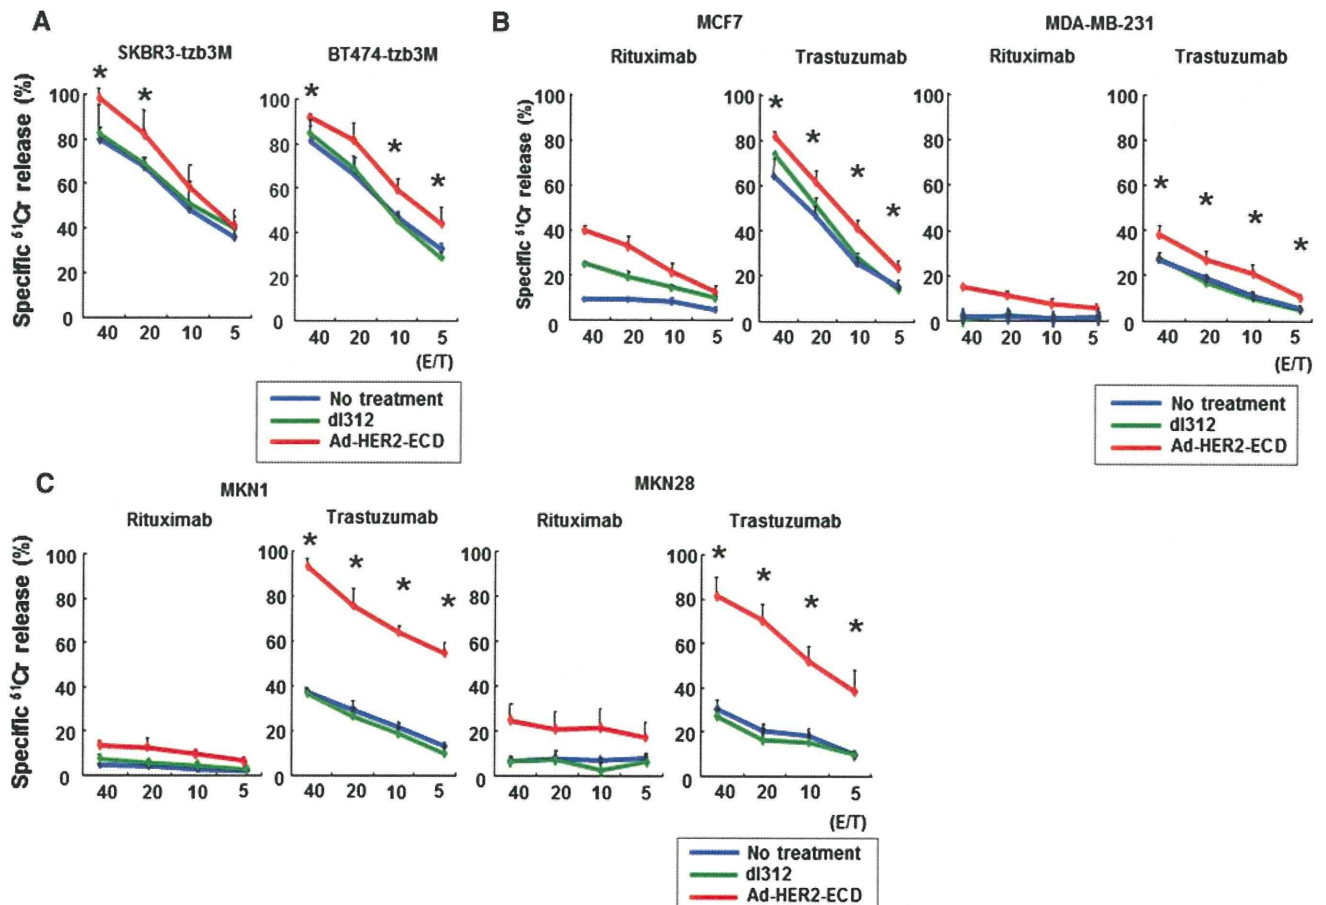 A
SKBR3-tzb3M
BT474-tzb3M
Specific ⁵¹Cr release (%)
* *
100
80
60
40
20
0
40 20 10 5
* * *
100
80
60
40
20
0
40 20 10 5
(E/T)
No treatment
dl312
Ad-HER2-ECD
B
MCF7
MDA-MB-231
Rituximab
Trastuzumab
Rituximab
Trastuzumab
Specific ⁵¹Cr release (%)
100
80
60
40
20
0
40 20 10 5
* * * *
100
80
60
40
20
0
40 20 10 5
100
80
60
40
20
0
40 20 10 5
* * * *
100
80
60
40
20
0
40 20 10 5
(E/T)
No treatment
dl312
Ad-HER2-ECD
C
MKN1
MKN28
Rituximab
Trastuzumab
Rituximab
Trastuzumab
Specific ⁵¹Cr release (%)
100
80
60
40
20
0
40 20 10 5
* * * *
100
80
60
40
20
0
40 20 10 5
100
80
60
40
20
0
40 20 10 5
* * * *
100
80
60
40
20
0
40 20 10 5
(E/T)
No treatment
dl312
Ad-HER2-ECD